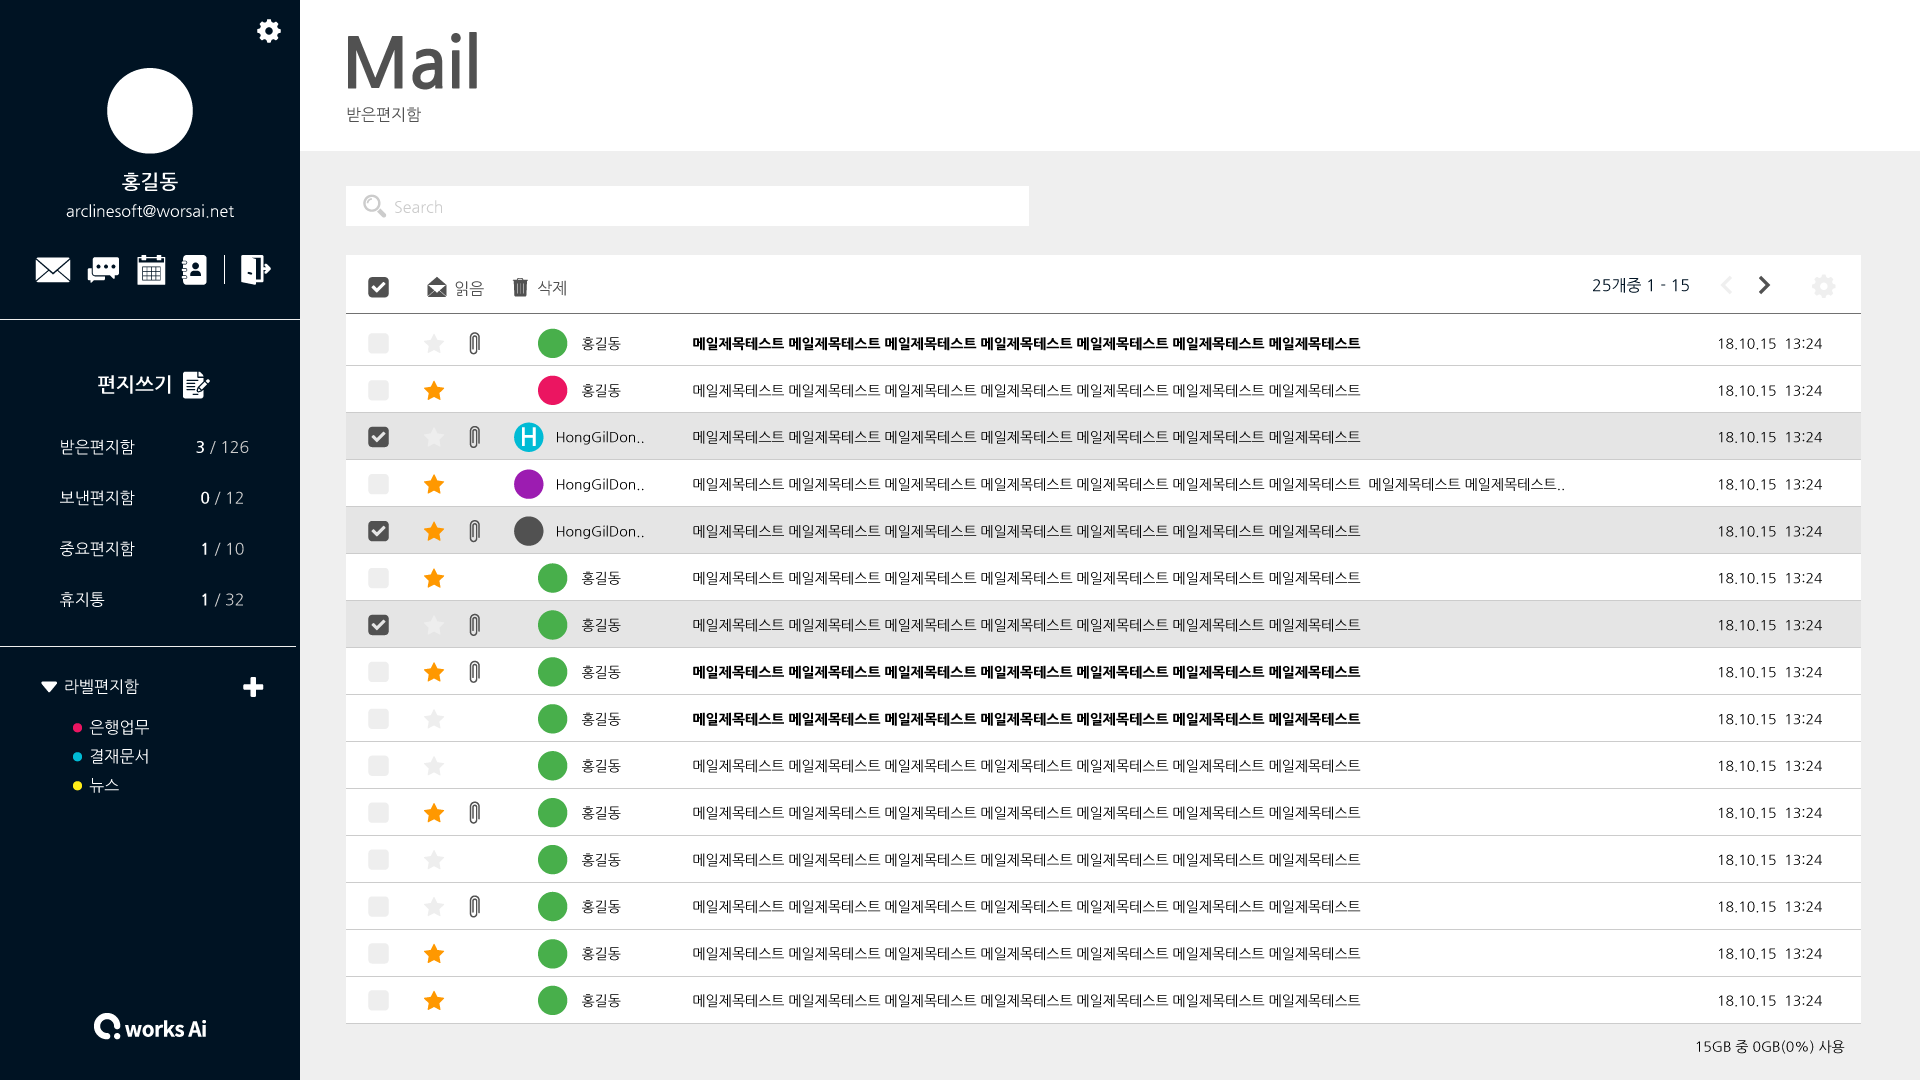 홍길동
arclinesoft@worsai.net
편지쓰기
받은편지함 3 / 126
보낸편지함 0 / 12
중요편지함 1 / 10
휴지통 1 / 32
라벨편지함
은행업무
결재문서
뉴스
works Ai
Mail
받은편지함
Search
읽음 삭제 25개중 1 - 15
홍길동 메일제목테스트 메일제목테스트 메일제목테스트 메일제목테스트 메일제목테스트 메일제목테스트 메일제목테스트 18.10.15 13:24
홍길동 메일제목테스트 메일제목테스트 메일제목테스트 메일제목테스트 메일제목테스트 메일제목테스트 메일제목테스트 18.10.15 13:24
H HongGilDon.. 메일제목테스트 메일제목테스트 메일제목테스트 메일제목테스트 메일제목테스트 메일제목테스트 메일제목테스트 18.10.15 13:24
HongGilDon.. 메일제목테스트 메일제목테스트 메일제목테스트 메일제목테스트 메일제목테스트 메일제목테스트 메일제목테스트 메일제목테스트 메일제목테스트.. 18.10.15 13:24
HongGilDon.. 메일제목테스트 메일제목테스트 메일제목테스트 메일제목테스트 메일제목테스트 메일제목테스트 메일제목테스트 18.10.15 13:24
홍길동 메일제목테스트 메일제목테스트 메일제목테스트 메일제목테스트 메일제목테스트 메일제목테스트 메일제목테스트 18.10.15 13:24
홍길동 메일제목테스트 메일제목테스트 메일제목테스트 메일제목테스트 메일제목테스트 메일제목테스트 메일제목테스트 18.10.15 13:24
홍길동 메일제목테스트 메일제목테스트 메일제목테스트 메일제목테스트 메일제목테스트 메일제목테스트 메일제목테스트 18.10.15 13:24
홍길동 메일제목테스트 메일제목테스트 메일제목테스트 메일제목테스트 메일제목테스트 메일제목테스트 메일제목테스트 18.10.15 13:24
홍길동 메일제목테스트 메일제목테스트 메일제목테스트 메일제목테스트 메일제목테스트 메일제목테스트 메일제목테스트 18.10.15 13:24
홍길동 메일제목테스트 메일제목테스트 메일제목테스트 메일제목테스트 메일제목테스트 메일제목테스트 메일제목테스트 18.10.15 13:24
홍길동 메일제목테스트 메일제목테스트 메일제목테스트 메일제목테스트 메일제목테스트 메일제목테스트 메일제목테스트 18.10.15 13:24
홍길동 메일제목테스트 메일제목테스트 메일제목테스트 메일제목테스트 메일제목테스트 메일제목테스트 메일제목테스트 18.10.15 13:24
홍길동 메일제목테스트 메일제목테스트 메일제목테스트 메일제목테스트 메일제목테스트 메일제목테스트 메일제목테스트 18.10.15 13:24
홍길동 메일제목테스트 메일제목테스트 메일제목테스트 메일제목테스트 메일제목테스트 메일제목테스트 메일제목테스트 18.10.15 13:24
15GB 중 0GB(0%) 사용